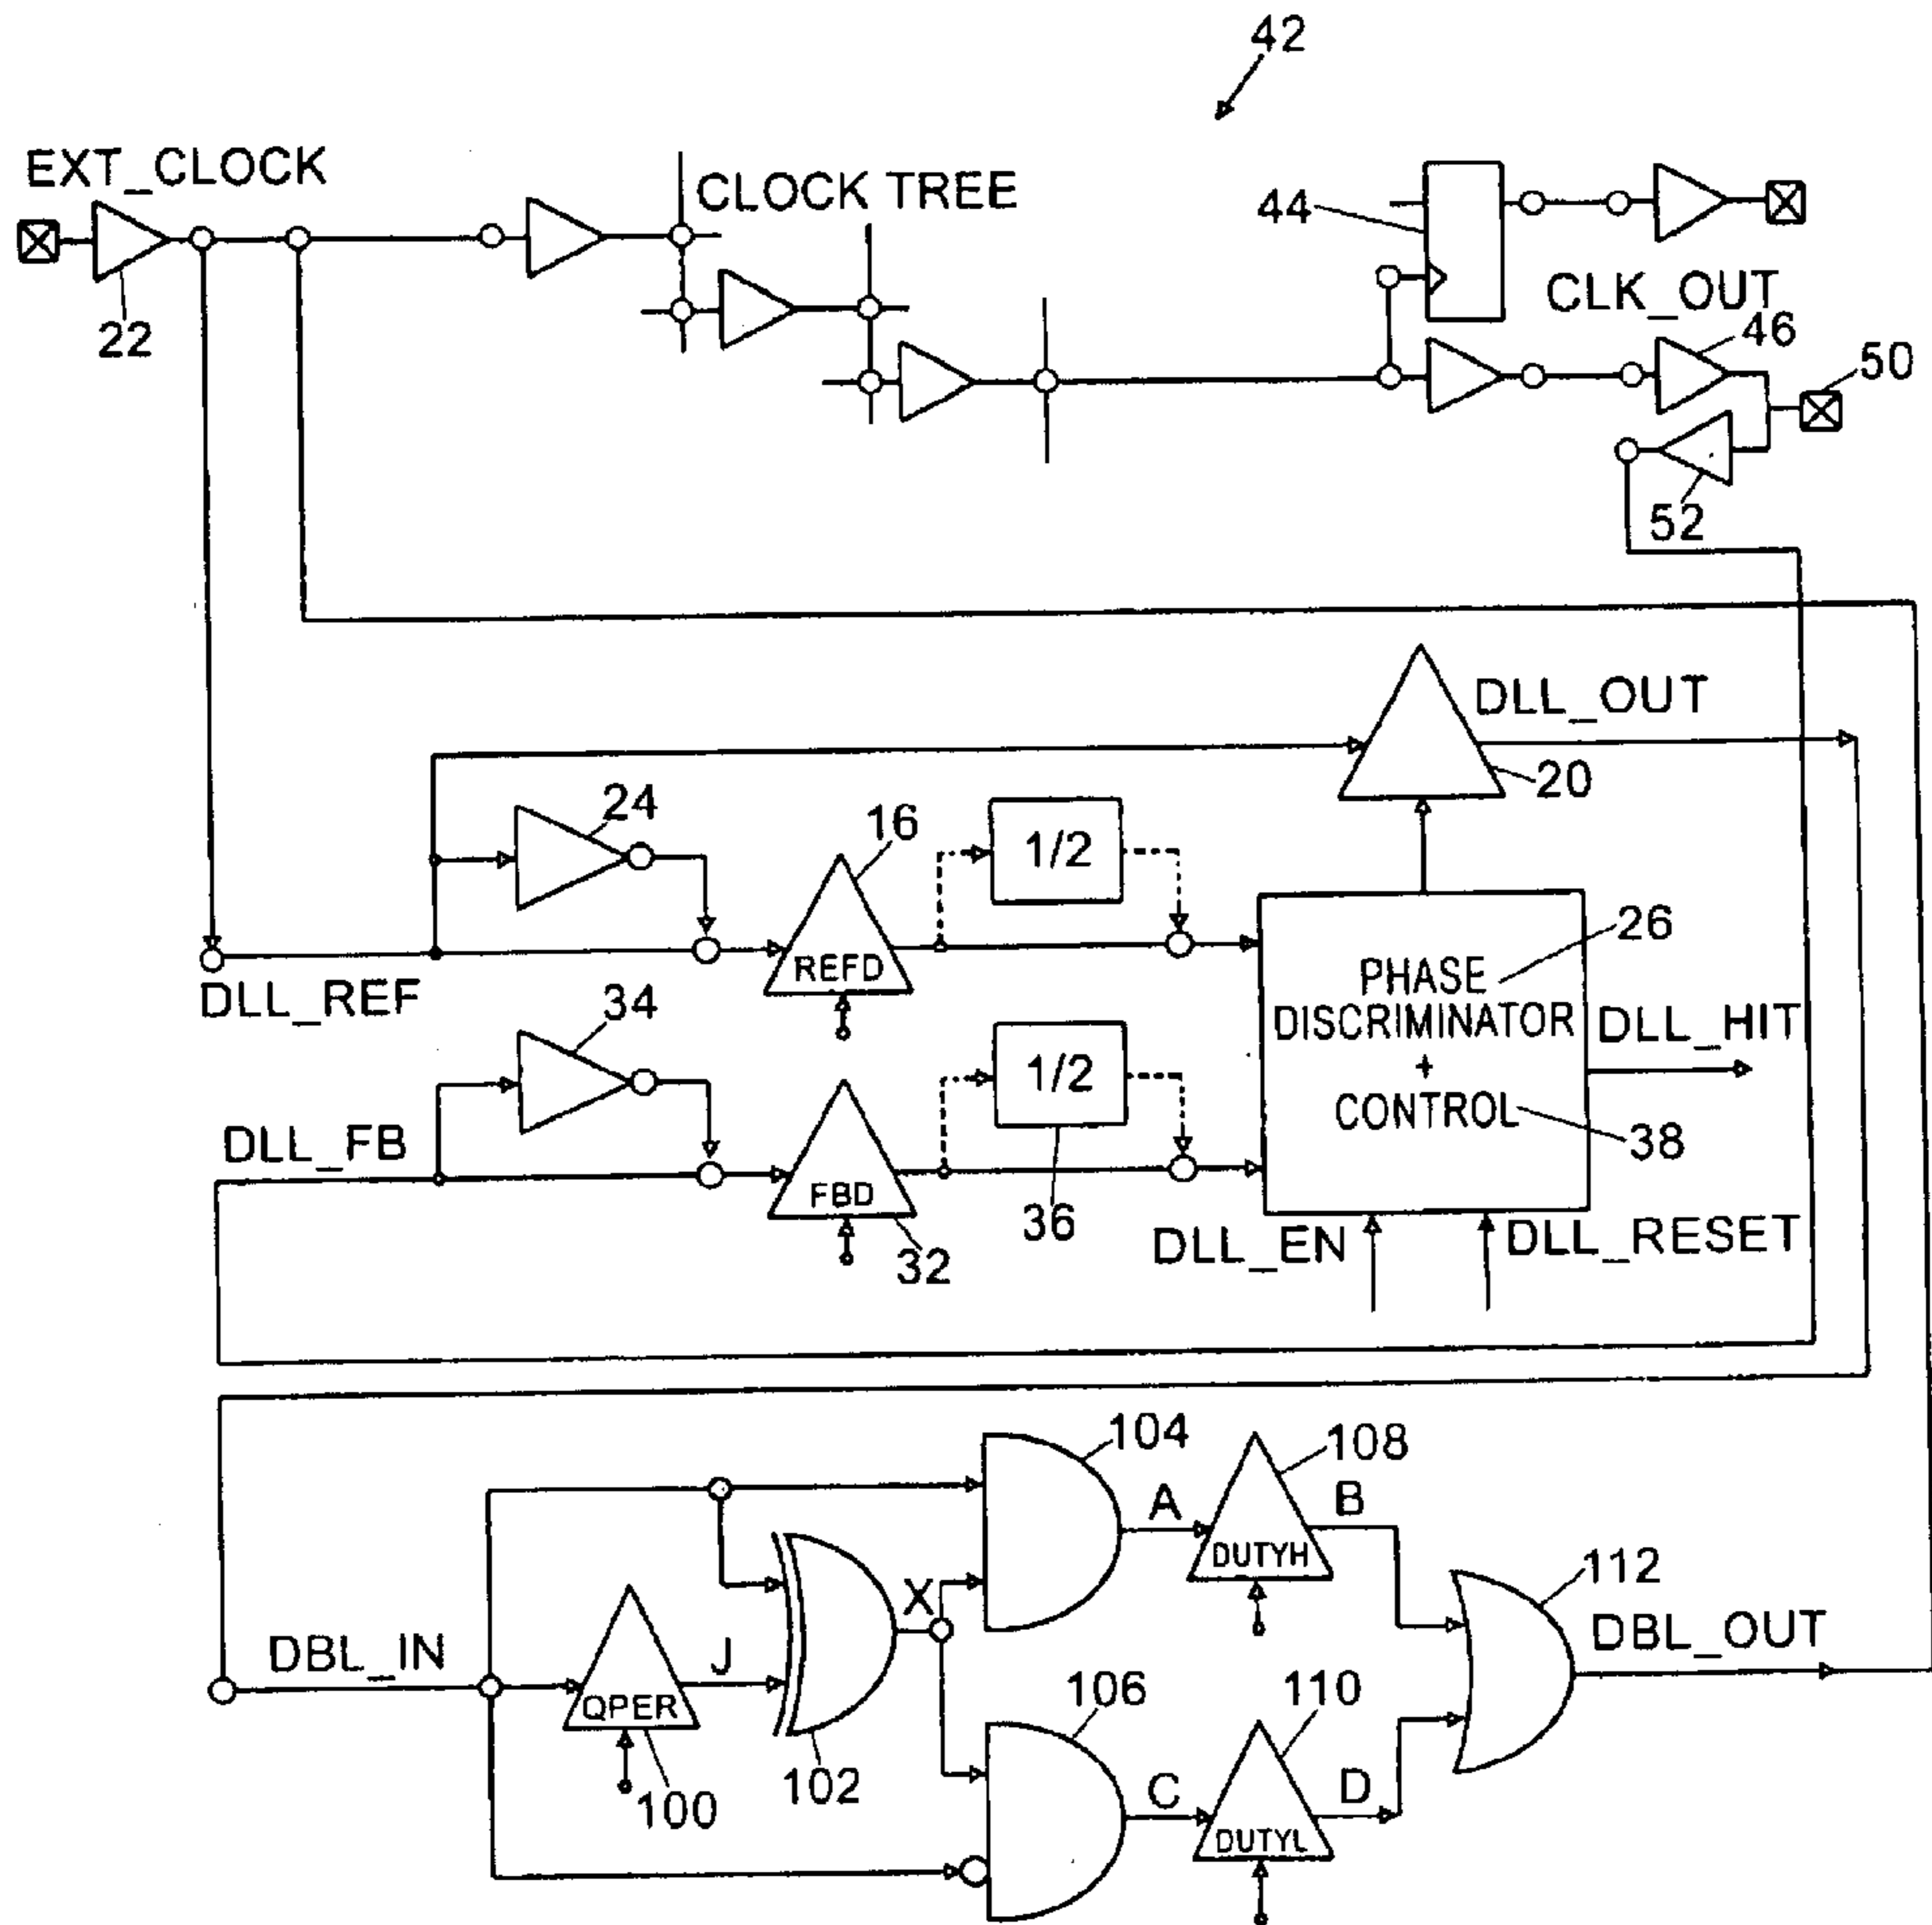 42
EXT_CLOCK
CLOCK TREE
44
22
CLK_OUT
46
50
52
DLL_OUT
20
24
16
1/2
REFD
DLL_REF
26
PHASE
DISCRIMINATOR
+
CONTROL
38
DLL_HIT
34
1/2
DLL_FB
FBD
36
32
DLL_EN
DLL_RESET
104
108
A
B
DUTYH
112
X
DBL_IN
J
DBL_OUT
QPER
106
110
100
102
C
D
DUTYL